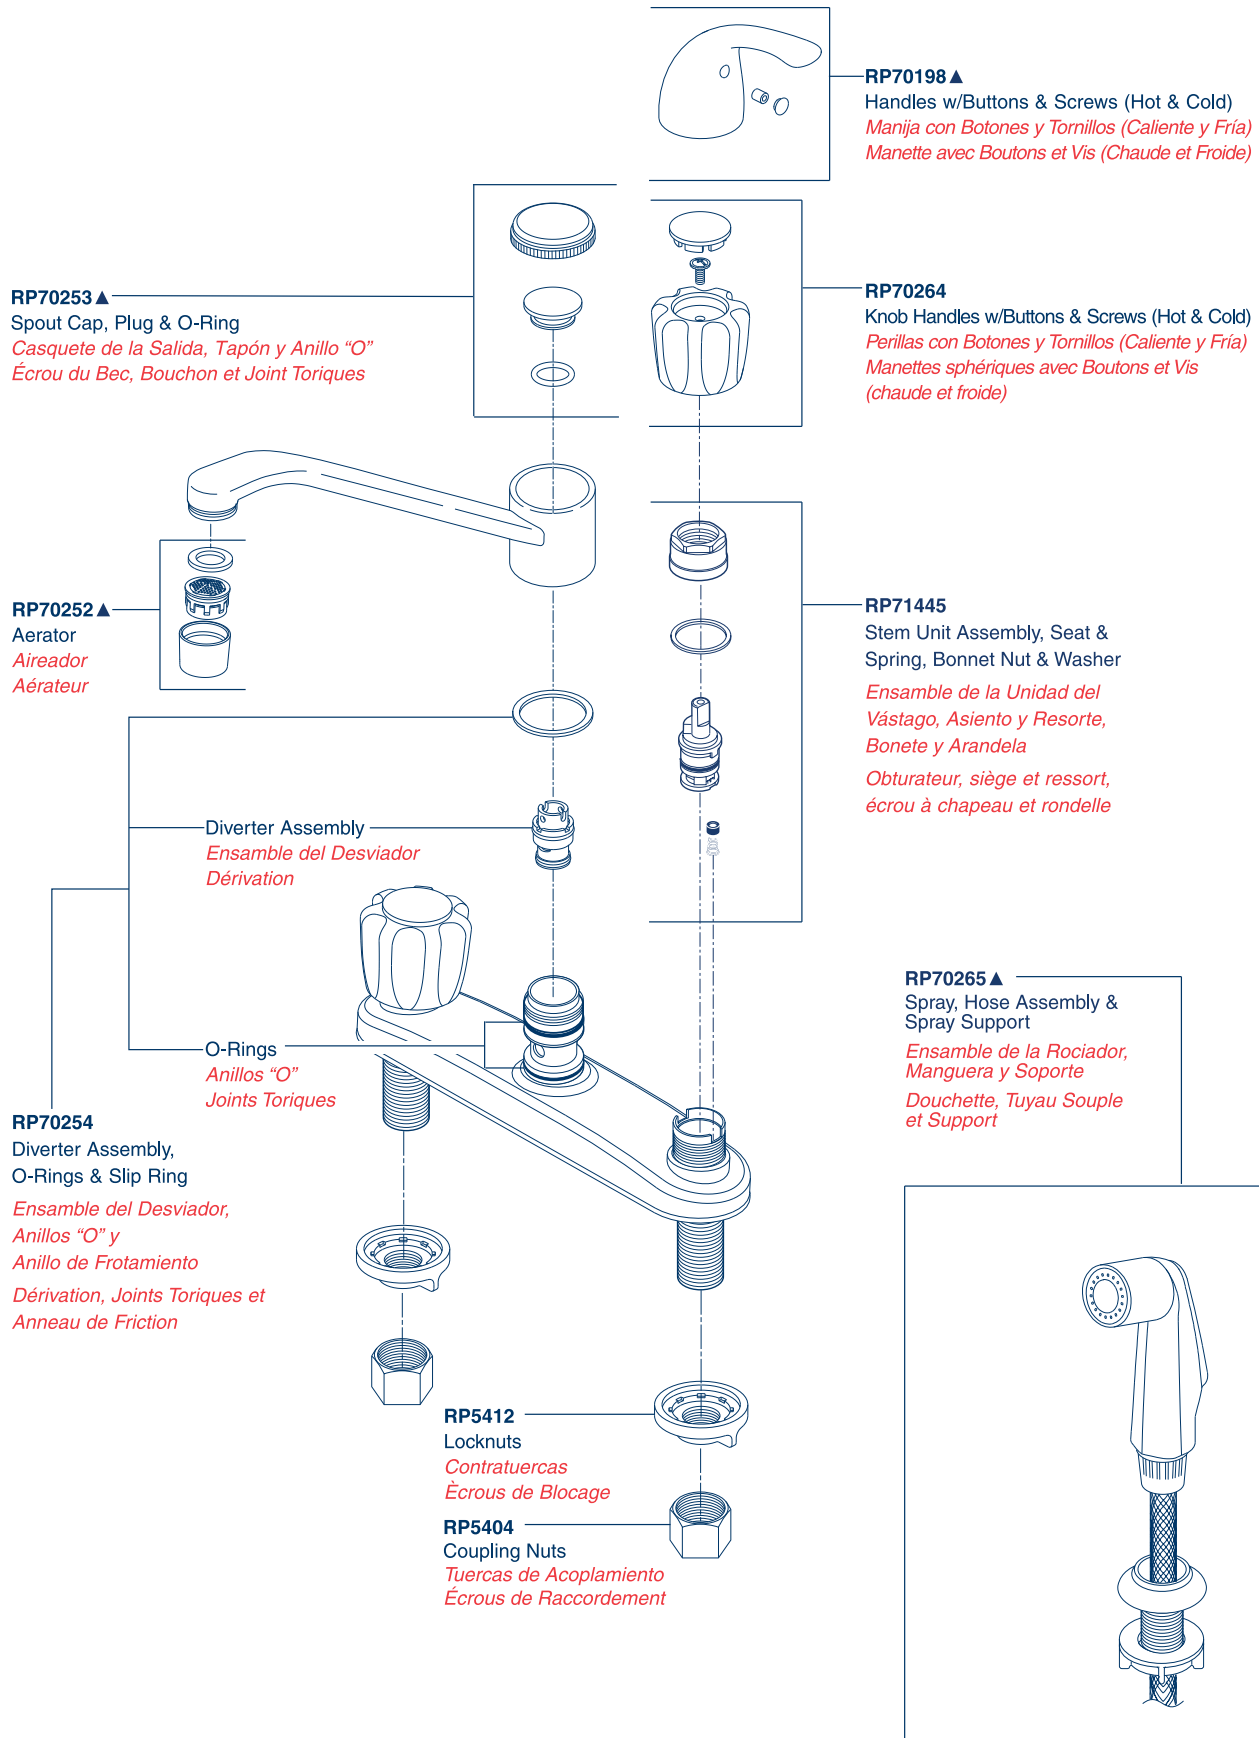 RP70198▲
Handles w/Buttons & Screws (Hot & Cold)
Manija con Botones y Tornillos (Caliente y Fría)
Manette avec Boutons et Vis (Chaude et Froide)
RP70253▲
Spout Cap, Plug & O-Ring
Casquete de la Salida, Tapón y Anillo “O”
Écrou du Bec, Bouchon et Joint Toriques
RP70264
Knob Handles w/Buttons & Screws (Hot & Cold)
Perillas con Botones y Tornillos (Caliente y Fría)
Manettes sphériques avec Boutons et Vis
(chaude et froide)
RP70252▲
Aerator
Aireador
Aérateur
RP71445
Stem Unit Assembly, Seat &
Spring, Bonnet Nut & Washer
Ensamble de la Unidad del
Vástago, Asiento y Resorte,
Bonete y Arandela
Obturateur, siège et ressort,
écrou à chapeau et rondelle
Diverter Assembly
Ensamble del Desviador
Dérivation
O-Rings
Anillos “O”
Joints Toriques
RP70254
Diverter Assembly,
O-Rings & Slip Ring
Ensamble del Desviador,
Anillos “O” y
Anillo de Frotamiento
Dérivation, Joints Toriques et
Anneau de Friction
RP70265▲
Spray, Hose Assembly &
Spray Support
Ensamble de la Rociador,
Manguera y Soporte
Douchette, Tuyau Souple
et Support
RP5412
Locknuts
Contratuercas
Ècrous de Blocage
RP5404
Coupling Nuts
Tuercas de Acoplamiento
Écrous de Raccordement